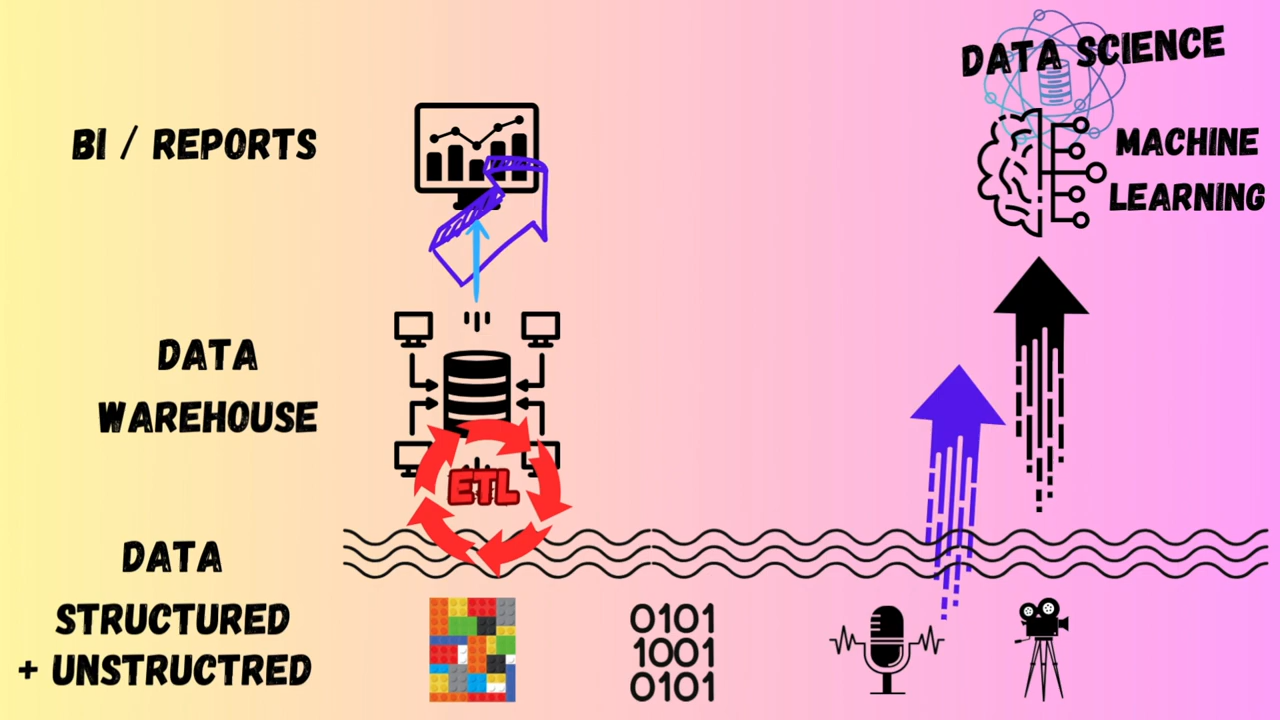 DATA SCIENCE
BI / REPORTS
MACHINE
LEARNING
DATA
WAREHOUSE
ETL
DATA
STRUCTURED
+ UNSTRUCTRED
0101
1001
0101